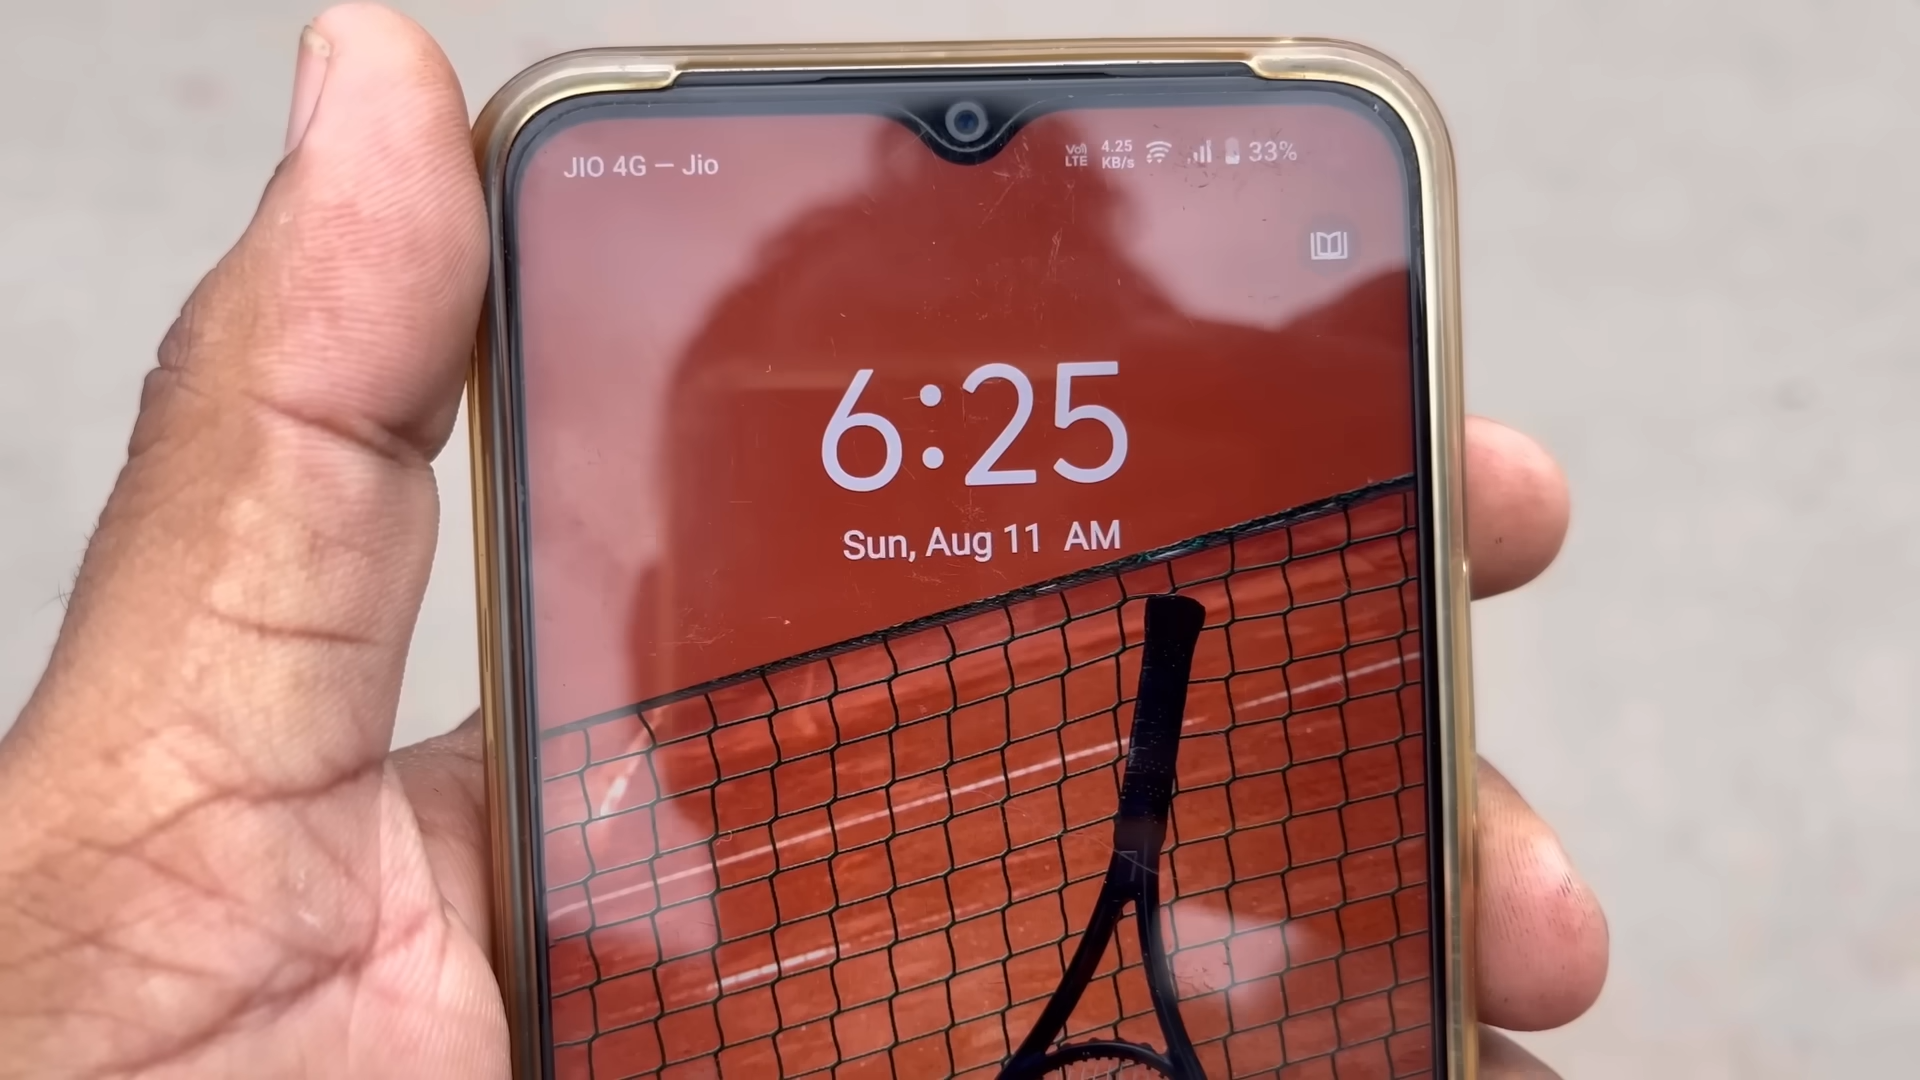 JIO 4G — Jio
Vo) LTE 4.25 KB/s 33%
6:25
Sun, Aug 11 AM